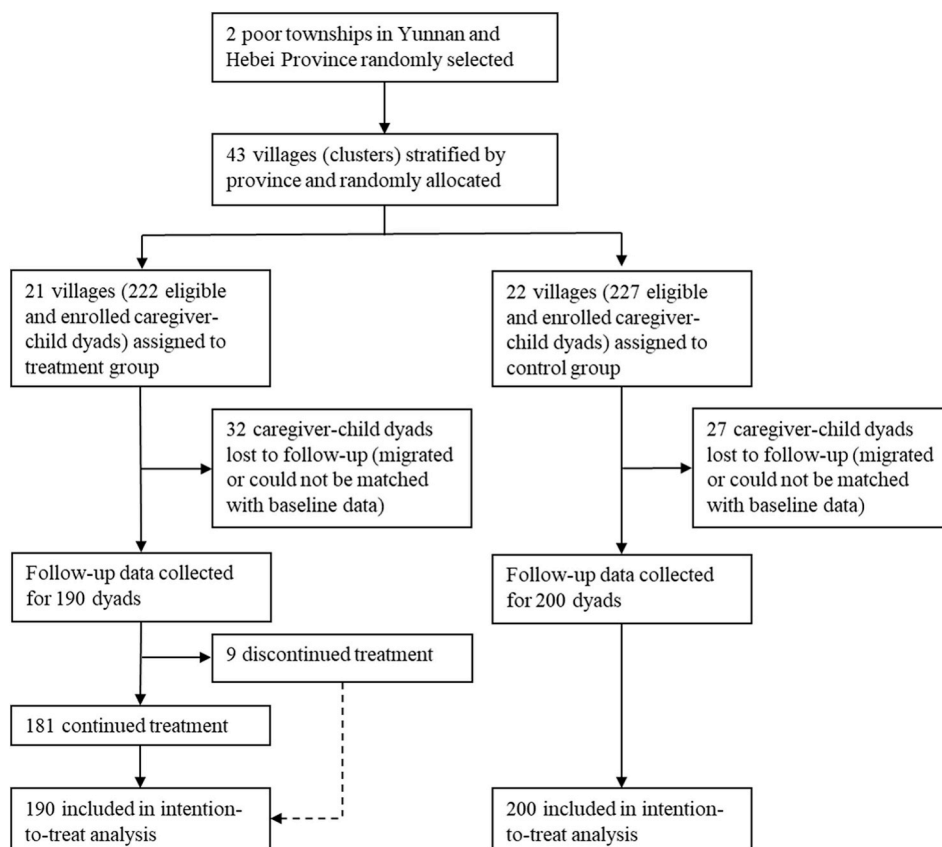 2 poor townships in Yunnan and
Hebei Province randomly selected
43 villages (clusters) stratified by
province and randomly allocated
21 villages (222 eligible
and enrolled caregiver-
child dyads) assigned to
treatment group
22 villages (227 eligible
and enrolled caregiver-
child dyads) assigned to
control group
32 caregiver-child dyads
lost to follow-up (migrated
or could not be matched
with baseline data)
27 caregiver-child dyads
lost to follow-up (migrated
or could not be matched
with baseline data)
Follow-up data collected
for 190 dyads
Follow-up data collected
for 200 dyads
9 discontinued treatment
181 continued treatment
190 included in intention-
to-treat analysis
200 included in intention-
to-treat analysis